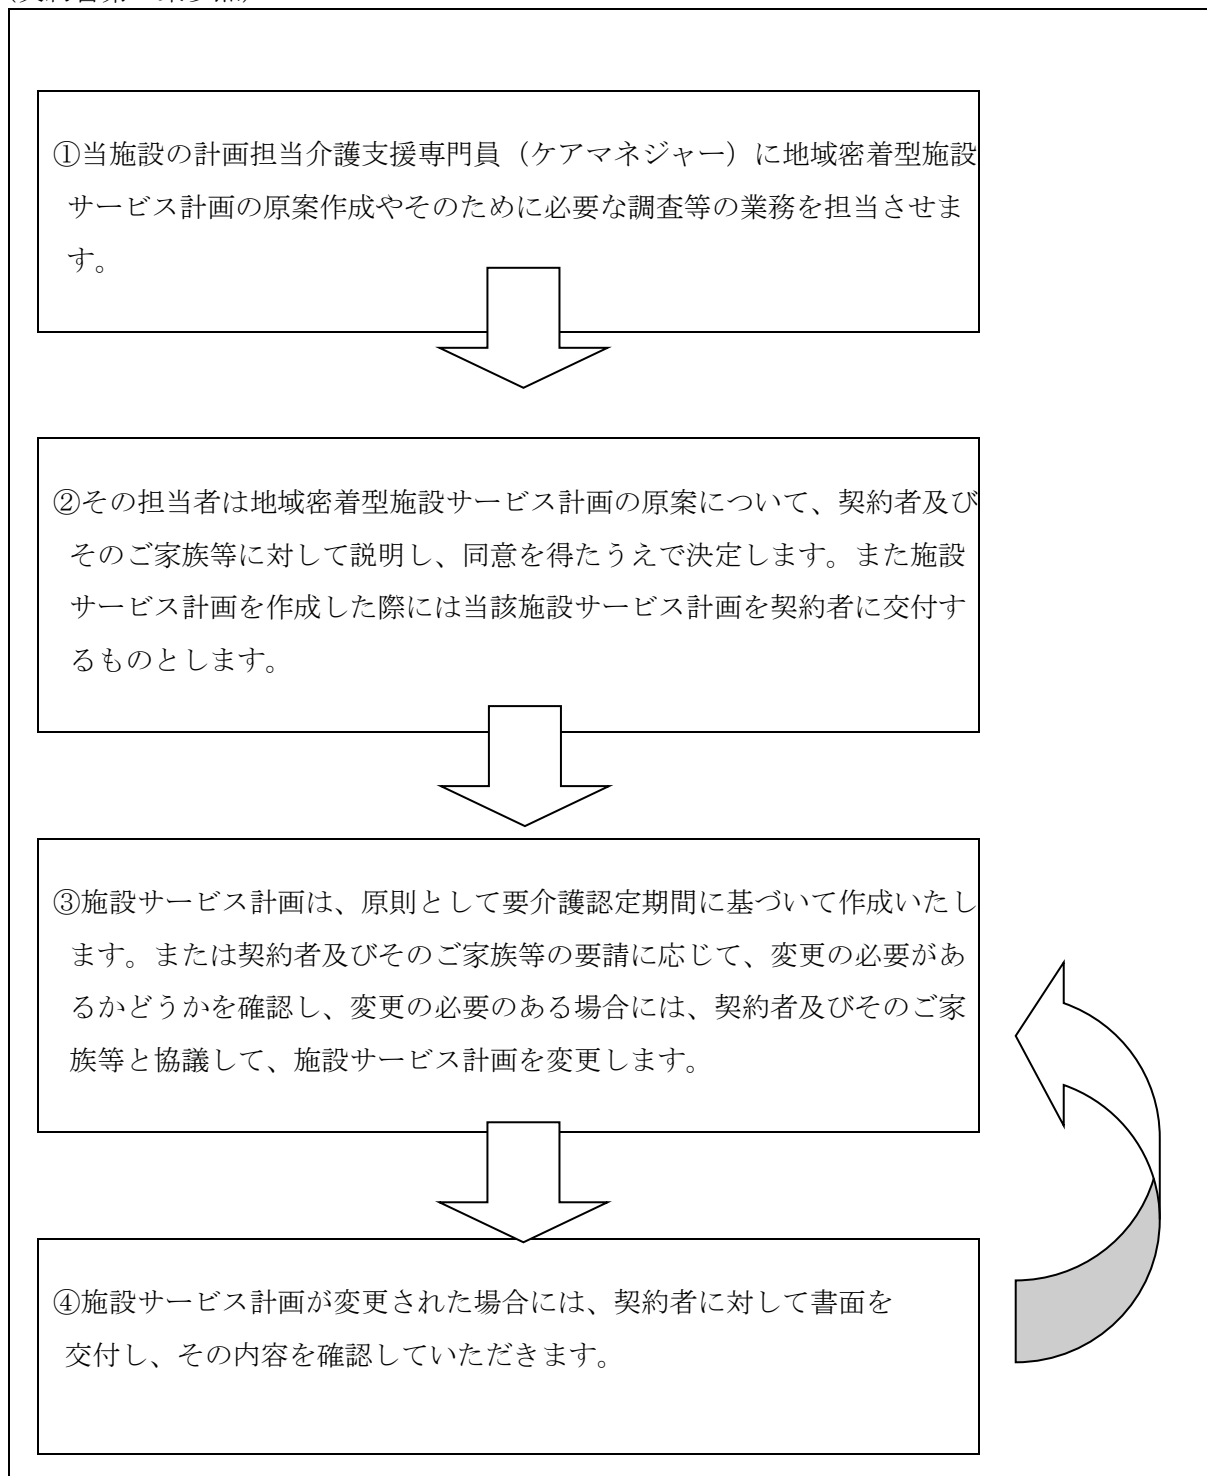 ①当施設の計画担当介護支援専門員（ケアマネジャー）に地域密着型施設
サービス計画の原案作成やそのために必要な調査等の業務を担当させま
す。
②その担当者は地域密着型施設サービス計画の原案について、契約者及び
そのご家族等に対して説明し、同意を得たうえで決定します。また施設
サービス計画を作成した際には当該施設サービス計画を契約者に交付す
るものとします。
③施設サービス計画は、原則として要介護認定期間に基づいて作成いたし
ます。または契約者及びそのご家族等の要請に応じて、変更の必要があ
るかどうかを確認し、変更の必要のある場合には、契約者及びそのご家
族等と協議して、施設サービス計画を変更します。
④施設サービス計画が変更された場合には、契約者に対して書面を
交付し、その内容を確認していただきます。